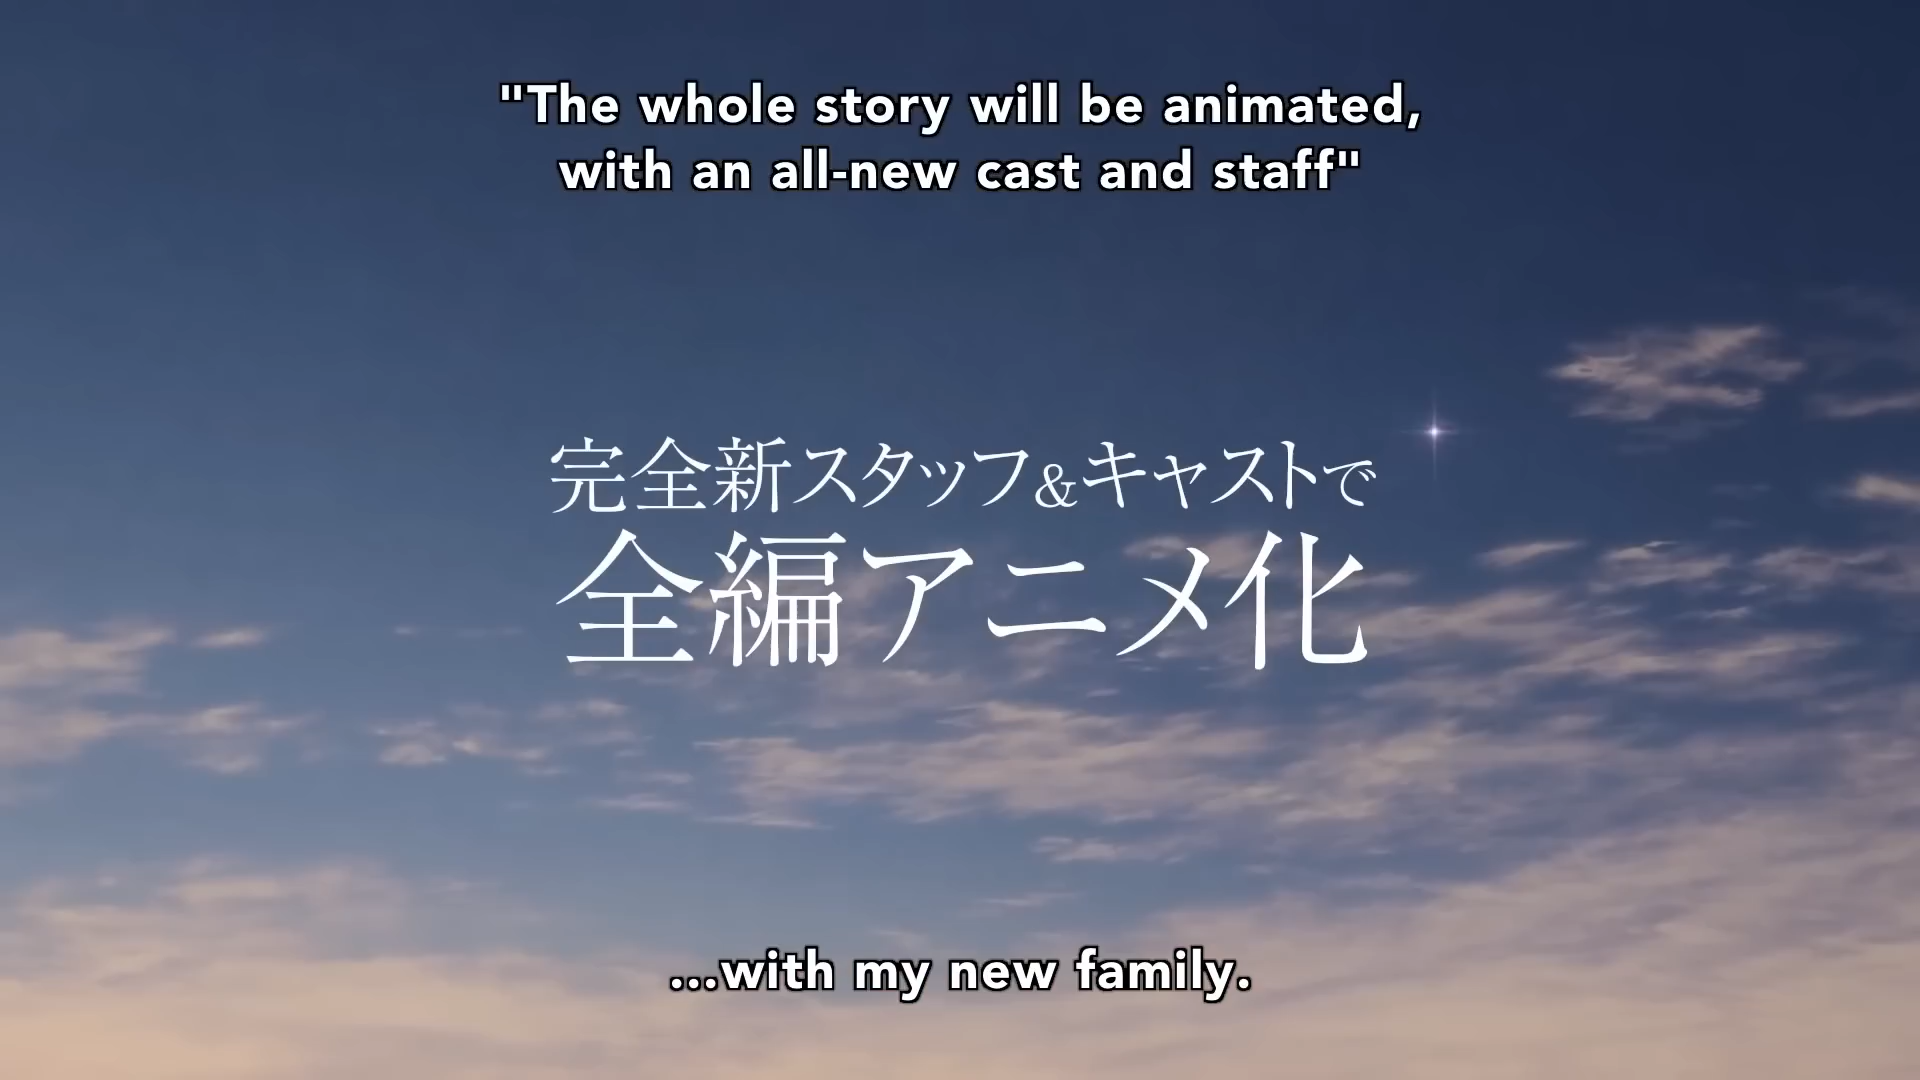 "The whole story will be animated,
with an all-new cast and staff"
完全新スタッフ&キャストで
全編アニメ化
...with my new family.